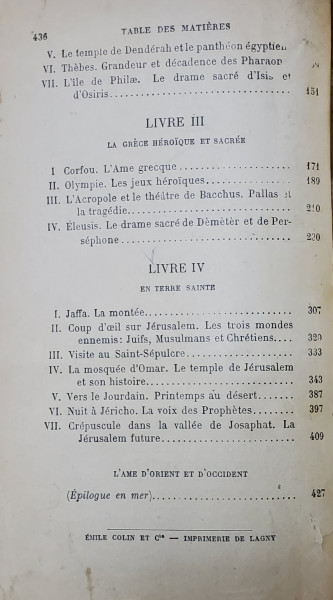 436
TABLE DES MATIÈRES
V. Le temple de Dendérah et le panthéon égyptien
VI. Thèbes. Grandeur et décadence des Pharaon
VII. L'île de Philæ. Le drame sacré d'Isis et
d'Osiris 151
LIVRE III
LA GRÈCE HÉROÏQUE ET SACRÉE
I Corfou. L'Ame grecque 171
II. Olympie. Les jeux héroïques 189
III. L'Acropole et le théâtre de Bacchus. Pallas et
la tragédie 210
IV. Éleusis. Le drame sacré de Dèmètèr et de Per-
séphone 220
LIVRE IV
EN TERRE SAINTE
I. Jaffa. La montée 307
II. Coup d'œil sur Jérusalem. Les trois mondes
ennemis: Juifs, Musulmans et Chrétiens 320
III. Visite au Saint-Sépulcre 333
IV. La mosquée d'Omar. Le temple de Jérusalem
et son histoire 343
V. Vers le Jourdain. Printemps au désert 387
VI. Nuit à Jéricho. La voix des Prophètes 397
VII. Crépuscule dans la vallée de Josaphat. La
Jérusalem future 409
L'AME D'ORIENT ET D'OCCIDENT
(Épilogue en mer) 427
ÉMILE COLIN ET Cie — IMPRIMERIE DE LAGNY